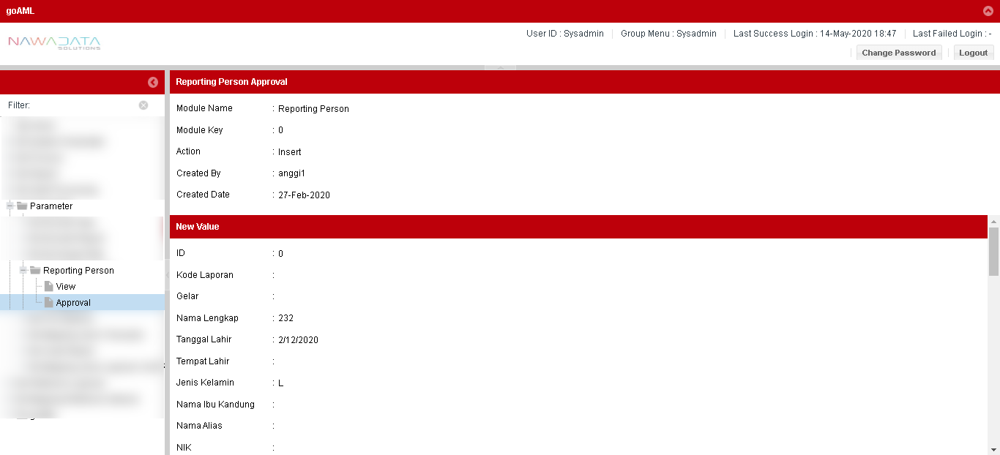 goAML
NAWADATA
SOLUTIONS
User ID : Sysadmin
Group Menu : Sysadmin
Last Success Login : 14-May-2020 18:47
Last Failed Login : -
Change Password
Logout
Filter:
Parameter
Reporting Person
View
Approval
Reporting Person Approval
Module Name : Reporting Person
Module Key : 0
Action : Insert
Created By : anggi1
Created Date : 27-Feb-2020
New Value
ID : 0
Kode Laporan :
Gelar :
Nama Lengkap : 232
Tanggal Lahir : 2/12/2020
Tempat Lahir :
Jenis Kelamin : L
Nama Ibu Kandung :
Nama Alias :
NIK :